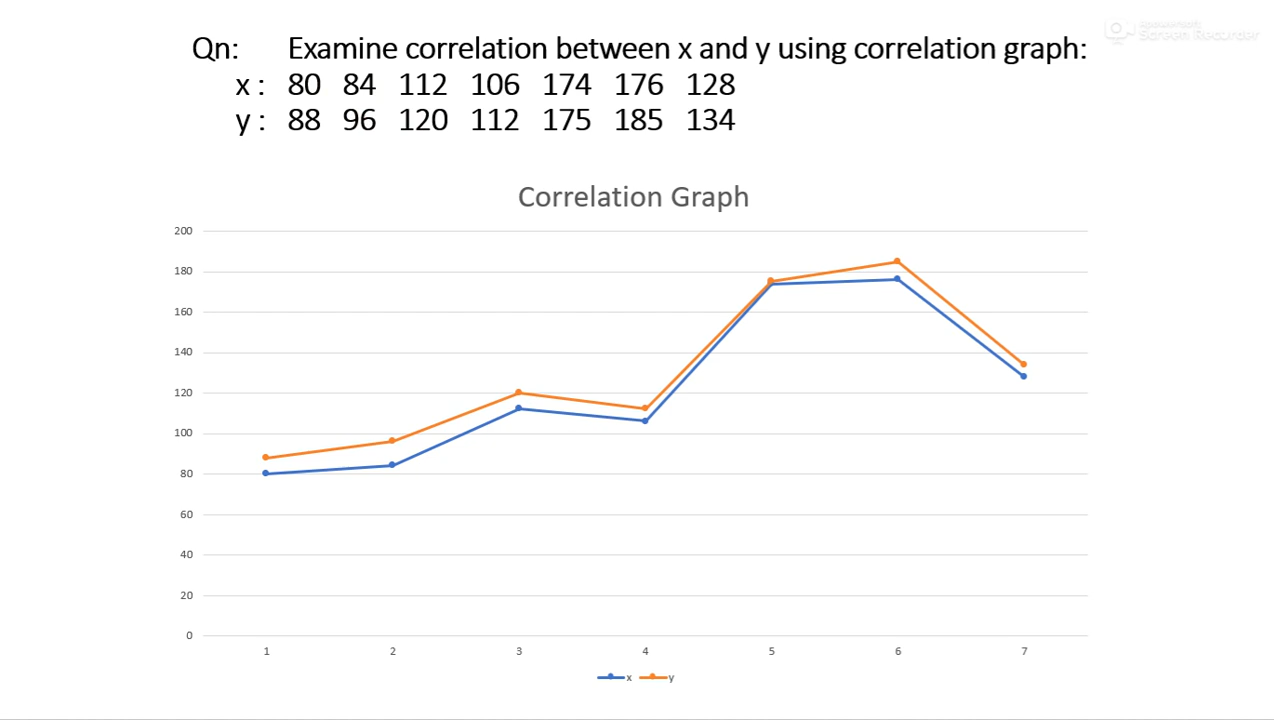 Qn: Examine correlation between x and y using correlation graph:
x : 80 84 112 106 174 176 128
y : 88 96 120 112 175 185 134
Screen Recorder
Correlation Graph
200
180
160
140
120
100
80
60
40
20
0
1 2 3 4 5 6 7
x y